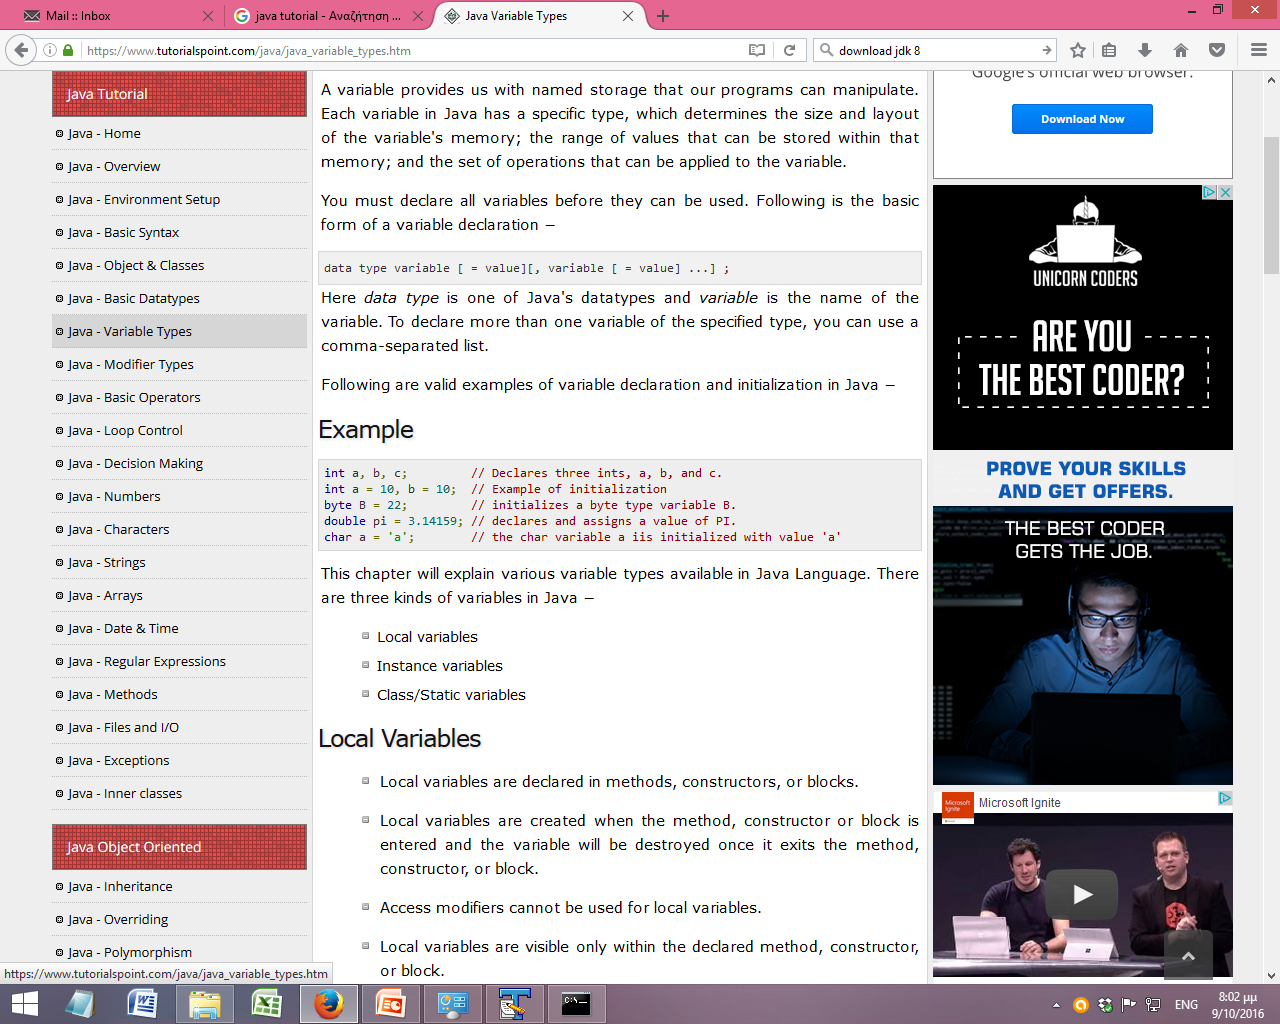 Mail :: Inbox
java tutorial - Αναζήτηση ...
Java Variable Types
https://www.tutorialspoint.com/java/java_variable_types.htm
download jdk 8
Java Tutorial
Java - Home
Java - Overview
Java - Environment Setup
Java - Basic Syntax
Java - Object & Classes
Java - Basic Datatypes
Java - Variable Types
Java - Modifier Types
Java - Basic Operators
Java - Loop Control
Java - Decision Making
Java - Numbers
Java - Characters
Java - Strings
Java - Arrays
Java - Date & Time
Java - Regular Expressions
Java - Methods
Java - Files and I/O
Java - Exceptions
Java - Inner classes
Java Object Oriented
Java - Inheritance
Java - Overriding
Java - Polymorphism
https://www.tutorialspoint.com/java/java_variable_types.htm
A variable provides us with named storage that our programs can manipulate.
Each variable in Java has a specific type, which determines the size and layout
of the variable's memory; the range of values that can be stored within that
memory; and the set of operations that can be applied to the variable.
You must declare all variables before they can be used. Following is the basic
form of a variable declaration −
data type variable [ = value][, variable [ = value] ...] ;
Here data type is one of Java's datatypes and variable is the name of the
variable. To declare more than one variable of the specified type, you can use a
comma-separated list.
Following are valid examples of variable declaration and initialization in Java −
Example
int a, b, c; // Declares three ints, a, b, and c.
int a = 10, b = 10; // Example of initialization
byte B = 22; // initializes a byte type variable B.
double pi = 3.14159; // declares and assigns a value of PI.
char a = 'a'; // the char variable a iis initialized with value 'a'
This chapter will explain various variable types available in Java Language. There
are three kinds of variables in Java −
Local variables
Instance variables
Class/Static variables
Local Variables
Local variables are declared in methods, constructors, or blocks.
Local variables are created when the method, constructor or block is
entered and the variable will be destroyed once it exits the method,
constructor, or block.
Access modifiers cannot be used for local variables.
Local variables are visible only within the declared method, constructor,
or block.
Google's official web browser.
Download Now
UNICORN CODERS
ARE YOU
THE BEST CODER?
PROVE YOUR SKILLS
AND GET OFFERS.
THE BEST CODER
GETS THE JOB.
Microsoft
Ignite
Microsoft Ignite
C:\_
ENG
8:02 μμ
9/10/2016